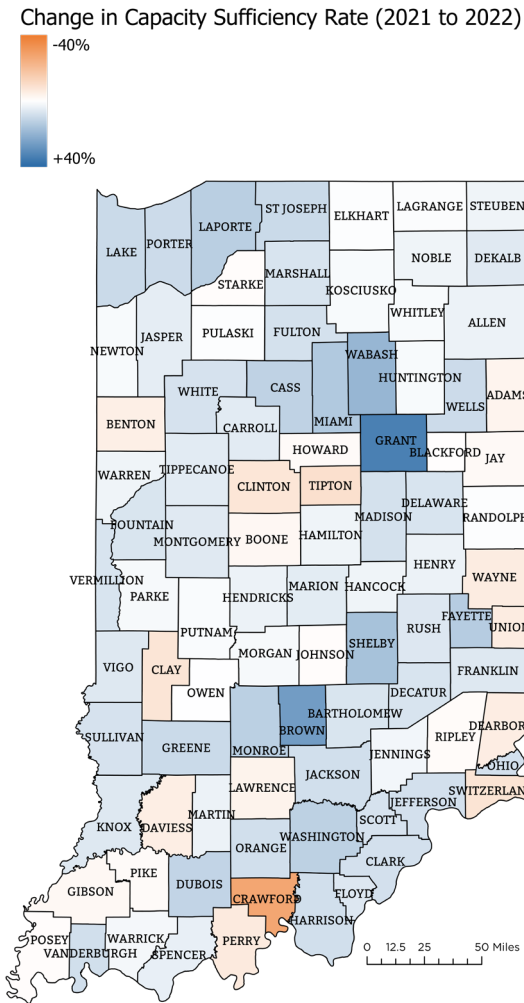 Change in Capacity Sufficiency Rate (2021 to 2022)
-40%
+40%
ST JOSEPH
LAGRANGE
STEUBEN
ELKHART
LAPORTE
PORTER
LAKE
NOBLE
DEKALB
MARSHALL
STARKE
KOSCIUSKO
WHITLEY
ALLEN
PULASKI
FULTON
JASPER
NEWTON
WABASH
HUNTINGTON
CASS
WHITE
ADAMS
WELLS
MIAMI
BENTON
CARROLL
GRANT
HOWARD
BLACKFORD
JAY
TIPPECANOE
WARREN
CLINTON
TIPTON
DELAWARE
MADISON
RANDOLPH
FOUNTAIN
HAMILTON
MONTGOMERY
BOONE
HENRY
WAYNE
VERMILLION
MARION
HANCOCK
PARKE
HENDRICKS
FAYETTE
UNION
RUSH
PUTNAM
SHELBY
MORGAN
JOHNSON
VIGO
CLAY
FRANKLIN
OWEN
DECATUR
BARTHOLOMEW
DEARBOR
BROWN
SULLIVAN
RIPLEY
GREENE
MONROE
JENNINGS
OHIO
JACKSON
LAWRENCE
SWITZERLAN
JEFFERSON
MARTIN
SCOTT
KNOX
DAVIESS
WASHINGTON
ORANGE
CLARK
PIKE
DUBOIS
GIBSON
FLOYD
CRAWFORD
HARRISON
POSEY
WARRICK
PERRY
VANDERBURGH
SPENCER
0 12.5 25 50 Miles